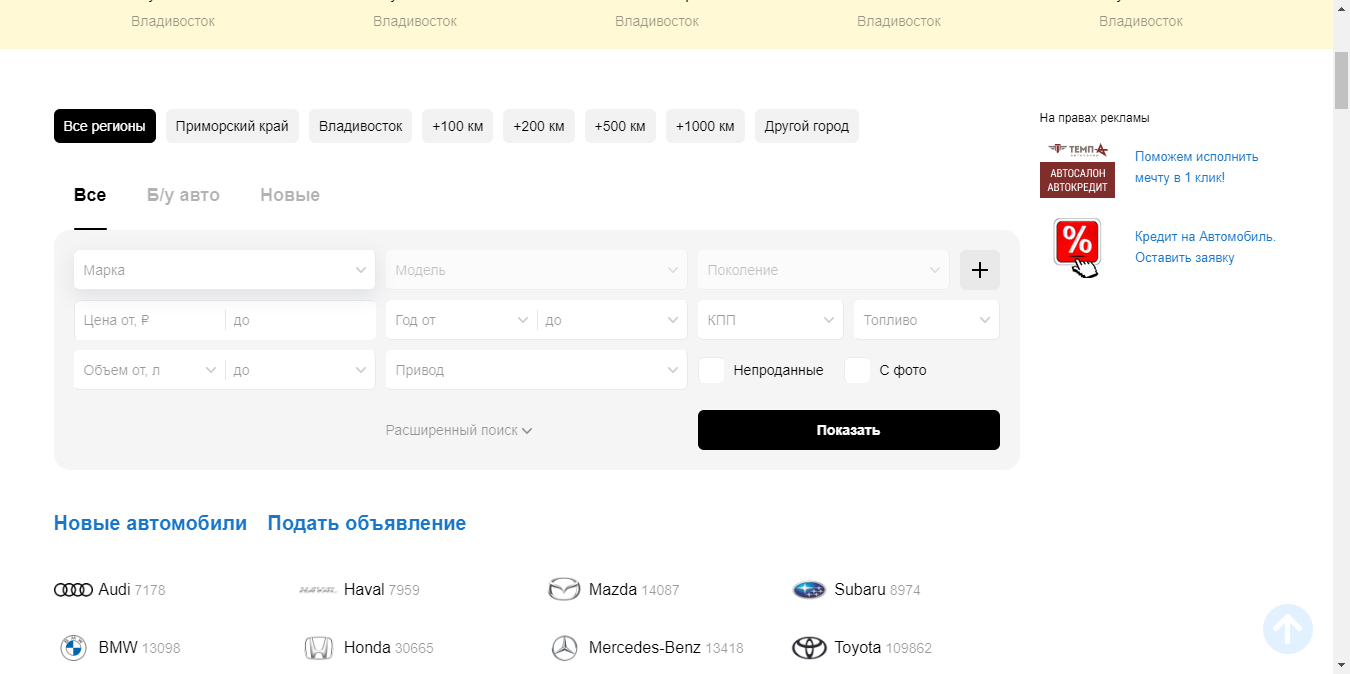 Владивосток Владивосток Владивосток Владивосток Владивосток
Все регионы Приморский край Владивосток +100 км +200 км +500 км +1000 км Другой город
На правах рекламы
ТЕМП А
АВТОСАЛОН
АВТОКРЕДИТ
Поможем исполнить
мечту в 1 клик!
%
Кредит на Автомобиль.
Оставить заявку
Все Б/у авто Новые
Марка Модель Поколение
Цена от, ₽ до Год от до КПП Топливо
Объем от, л до Привод Непроданные С фото
Расширенный поиск Показать
Новые автомобили Подать объявление
Audi 7178 HAVAL Haval 7959 Mazda 14087 Subaru 8974
BMW 13098 Honda 30665 Mercedes-Benz 13418 Toyota 109862